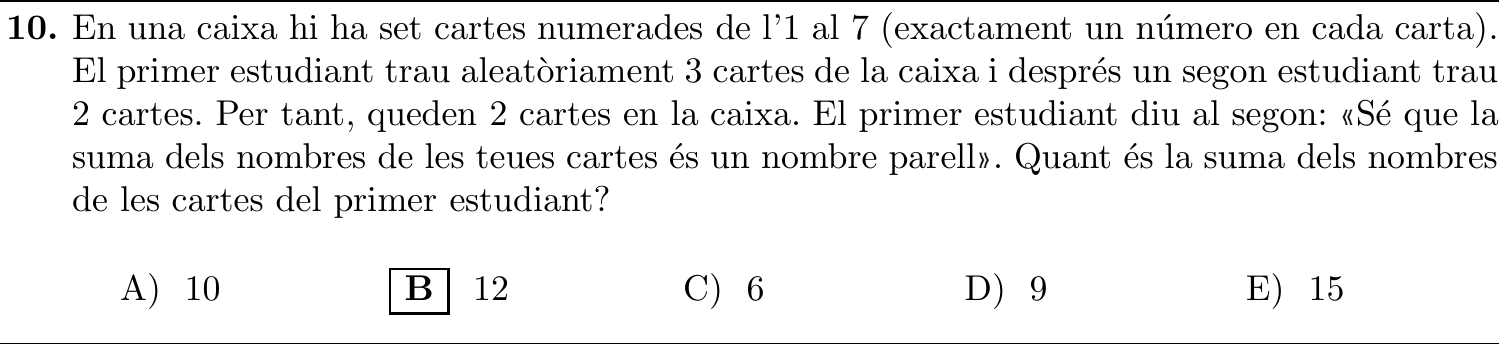 10. En una caixa hi ha set cartes numerades de l’1 al 7 (exactament un número en cada carta).
El primer estudiant trau aleatòriament 3 cartes de la caixa i després un segon estudiant trau
2 cartes. Per tant, queden 2 cartes en la caixa. El primer estudiant diu al segon: «Sé que la
suma dels nombres de les teues cartes és un nombre parell». Quant és la suma dels nombres
de les cartes del primer estudiant?
A) 10 B 12 C) 6 D) 9 E) 15